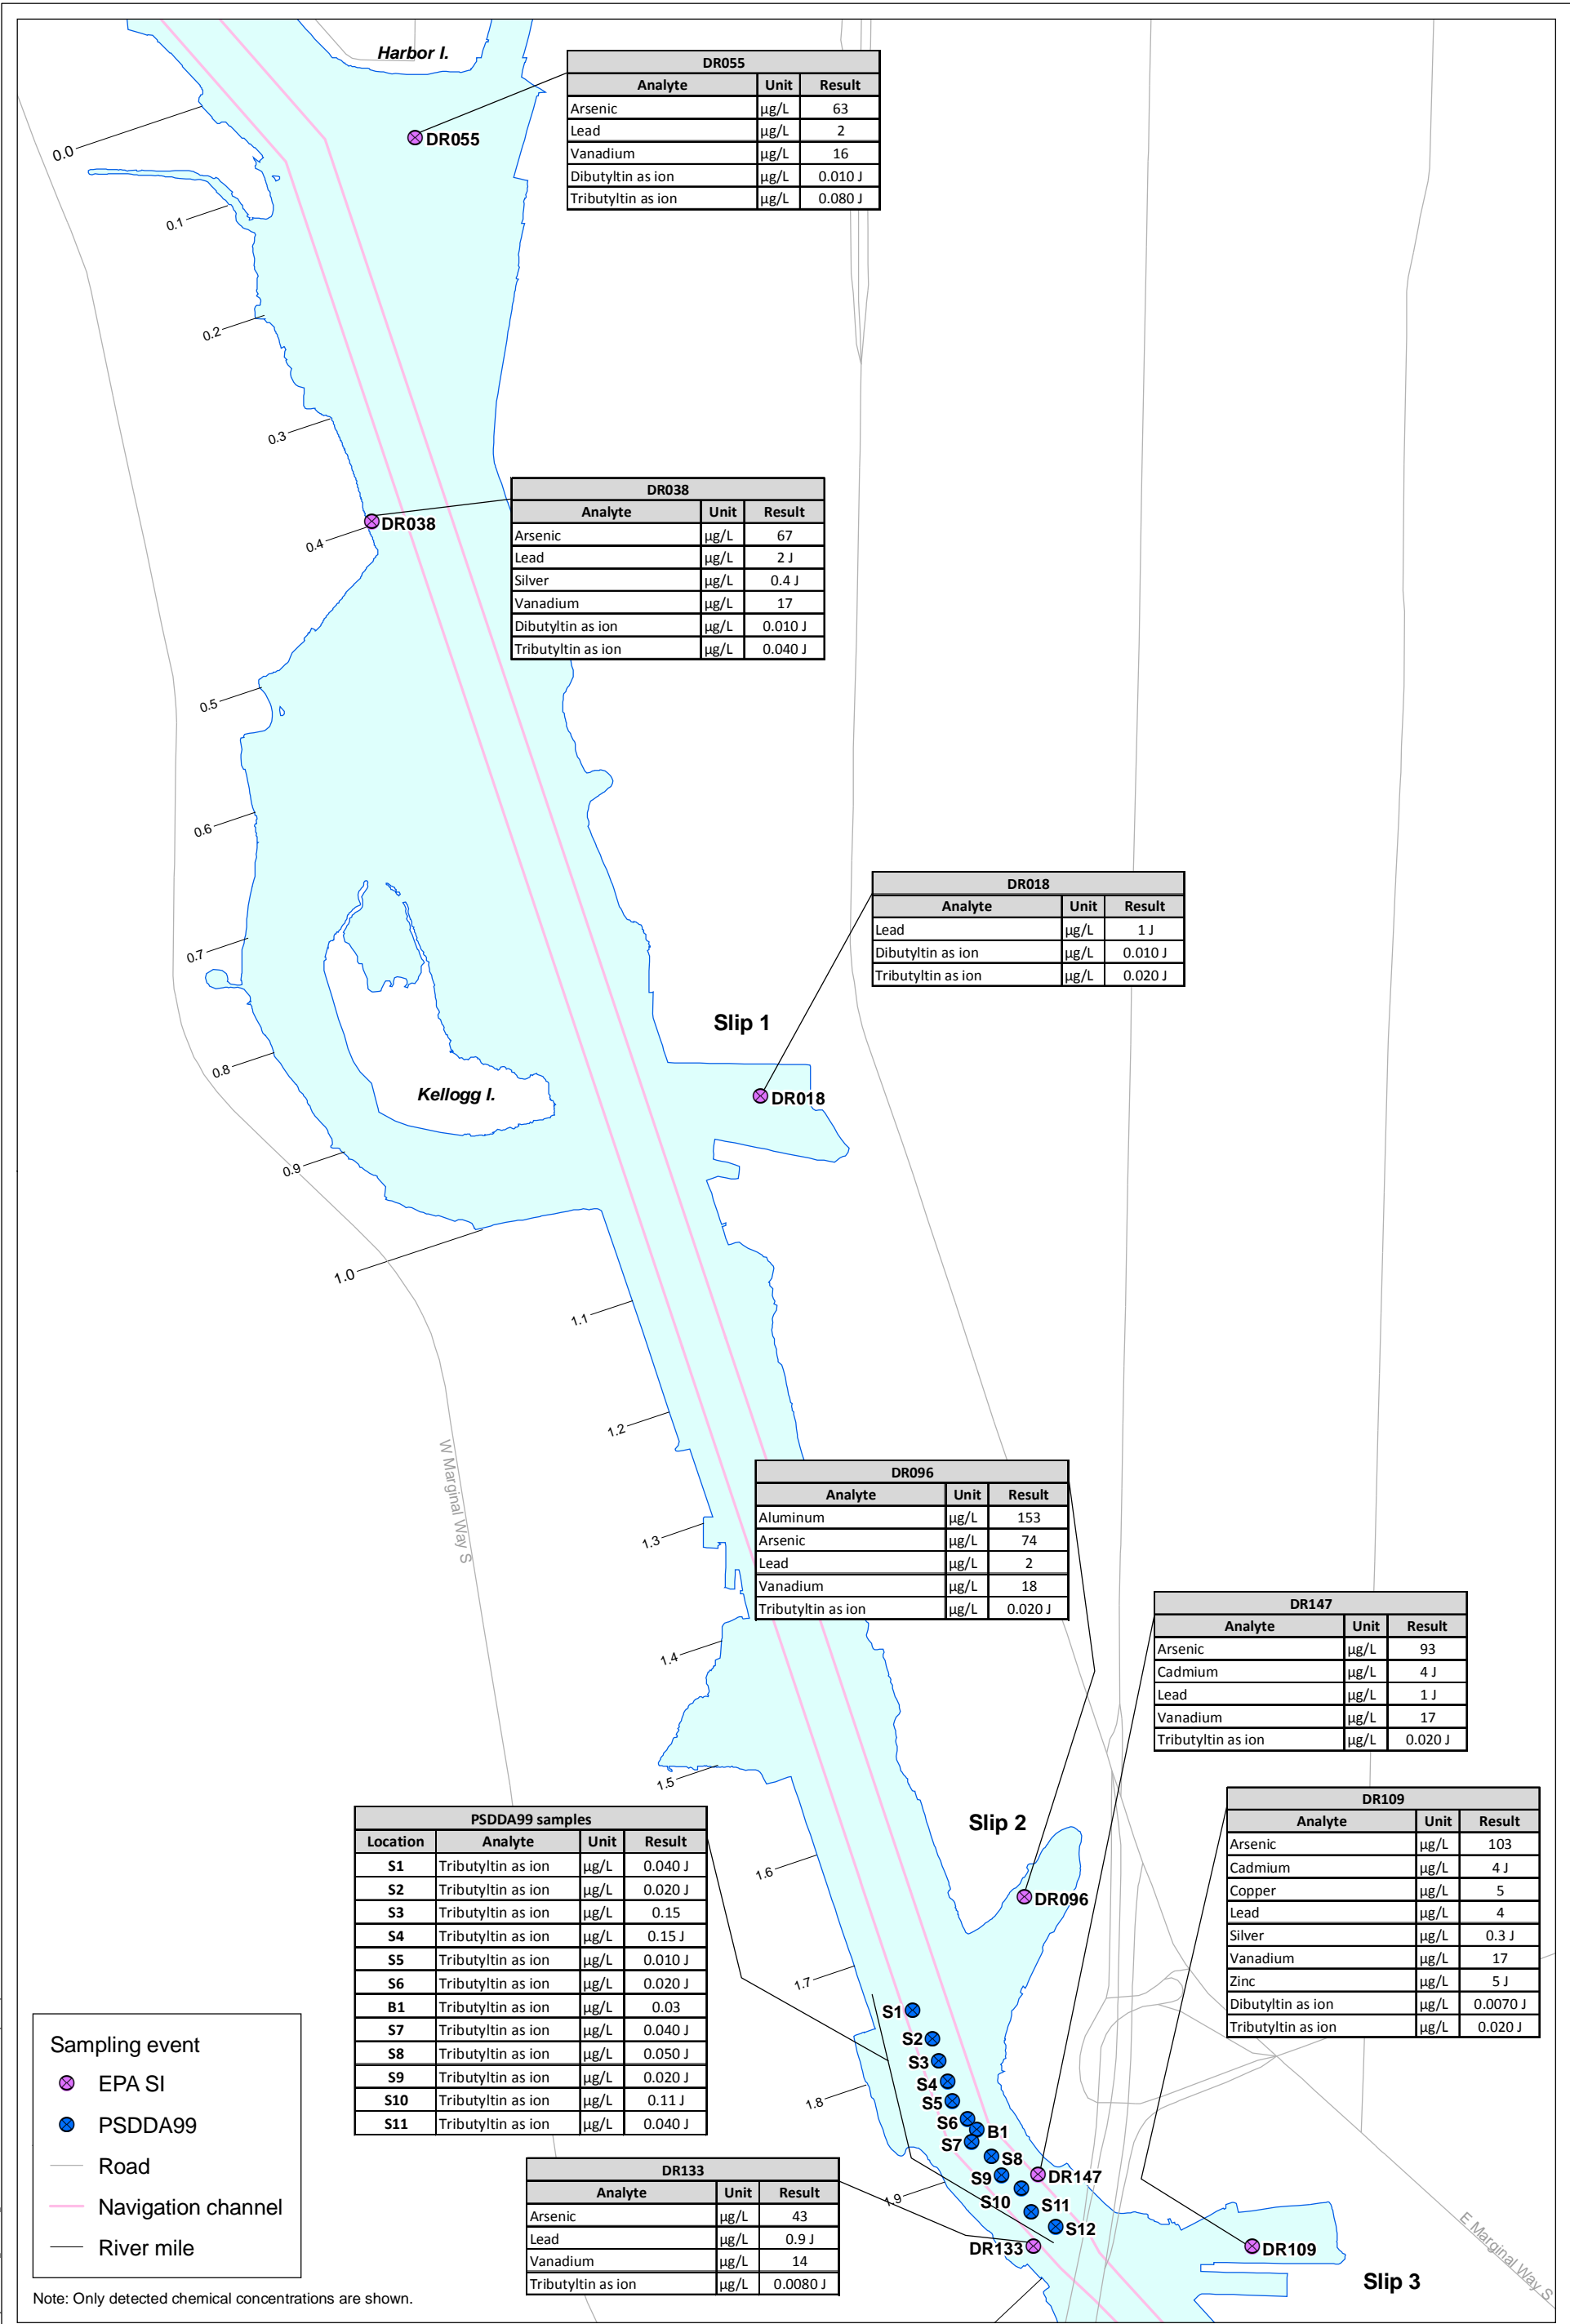 Harbor I.
DR055
Analyte Unit Result
Arsenic µg/L 63
Lead µg/L 2
Vanadium µg/L 16
Dibutyltin as ion µg/L 0.010 J
Tributyltin as ion µg/L 0.080 J
DR055
0.0
0.1
0.2
0.3
DR038
Analyte Unit Result
Arsenic µg/L 67
Lead µg/L 2 J
Silver µg/L 0.4 J
Vanadium µg/L 17
Dibutyltin as ion µg/L 0.010 J
Tributyltin as ion µg/L 0.040 J
DR038
0.4
0.5
0.6
0.7
DR018
Analyte Unit Result
Lead µg/L 1 J
Dibutyltin as ion µg/L 0.010 J
Tributyltin as ion µg/L 0.020 J
Slip 1
0.8
Kellogg I.
DR018
0.9
1.0
1.1
1.2
W Marginal Way S
1.3
DR096
Analyte Unit Result
Aluminum µg/L 153
Arsenic µg/L 74
Lead µg/L 2
Vanadium µg/L 18
Tributyltin as ion µg/L 0.020 J
1.4
DR147
Analyte Unit Result
Arsenic µg/L 93
Cadmium µg/L 4 J
Lead µg/L 1 J
Vanadium µg/L 17
Tributyltin as ion µg/L 0.020 J
1.5
Slip 2
DR109
Analyte Unit Result
Arsenic µg/L 103
Cadmium µg/L 4 J
Copper µg/L 5
Lead µg/L 4
Silver µg/L 0.3 J
Vanadium µg/L 17
Zinc µg/L 5 J
Dibutyltin as ion µg/L 0.0070 J
Tributyltin as ion µg/L 0.020 J
PSDDA99 samples
Location Analyte Unit Result
S1 Tributyltin as ion µg/L 0.040 J
S2 Tributyltin as ion µg/L 0.020 J
S3 Tributyltin as ion µg/L 0.15
S4 Tributyltin as ion µg/L 0.15 J
S5 Tributyltin as ion µg/L 0.010 J
S6 Tributyltin as ion µg/L 0.020 J
B1 Tributyltin as ion µg/L 0.03
S7 Tributyltin as ion µg/L 0.040 J
S8 Tributyltin as ion µg/L 0.050 J
S9 Tributyltin as ion µg/L 0.020 J
S10 Tributyltin as ion µg/L 0.11 J
S11 Tributyltin as ion µg/L 0.040 J
1.6
DR096
1.7
S1
S2
S3
S4
1.8
S5
S6
B1
S7
S8
S9
DR147
1.9
S10
S11
S12
DR133
DR109
Slip 3
E Marginal Way S
DR133
Analyte Unit Result
Arsenic µg/L 43
Lead µg/L 0.9 J
Vanadium µg/L 14
Tributyltin as ion µg/L 0.0080 J
Sampling event
EPA SI
PSDDA99
Road
Navigation channel
River mile
Note: Only detected chemical concentrations are shown.